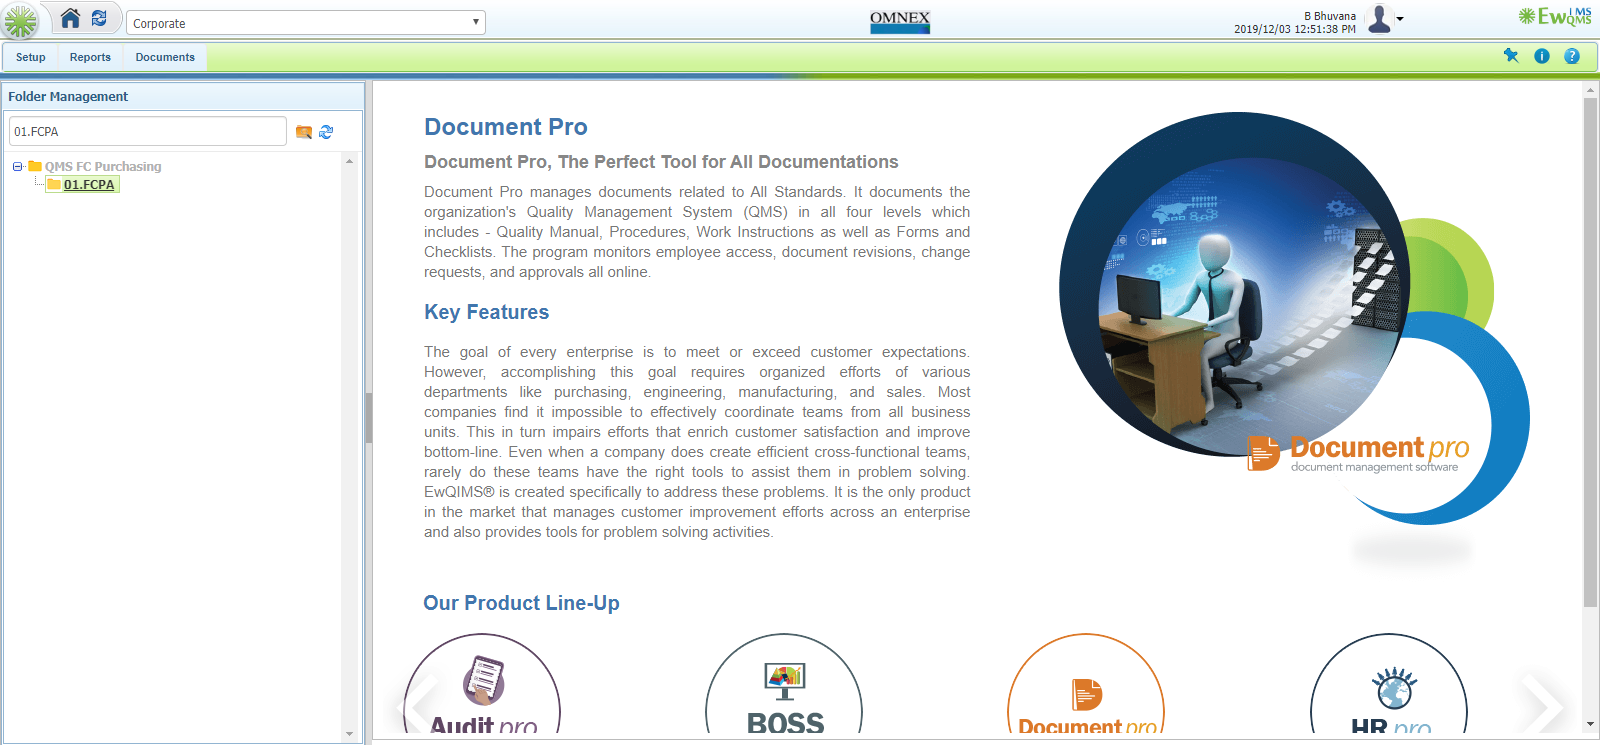 Corporate
OMNEX
B Bhuvana
2019/12/03 12:51:38 PM
EwQIMS
QMS
Setup Reports Documents
Folder Management
01.FCPA
QMS FC Purchasing
01.FCPA
Document Pro
Document Pro, The Perfect Tool for All Documentations
Document Pro manages documents related to All Standards. It documents the
organization's Quality Management System (QMS) in all four levels which
includes - Quality Manual, Procedures, Work Instructions as well as Forms and
Checklists. The program monitors employee access, document revisions, change
requests, and approvals all online.
Key Features
The goal of every enterprise is to meet or exceed customer expectations.
However, accomplishing this goal requires organized efforts of various
departments like purchasing, engineering, manufacturing, and sales. Most
companies find it impossible to effectively coordinate teams from all business
units. This in turn impairs efforts that enrich customer satisfaction and improve
bottom-line. Even when a company does create efficient cross-functional teams,
rarely do these teams have the right tools to assist them in problem solving.
EwQIMS® is created specifically to address these problems. It is the only product
in the market that manages customer improvement efforts across an enterprise
and also provides tools for problem solving activities.
Document pro
document management software
Our Product Line-Up
Audit pro
BOSS
Document pro
HR pro